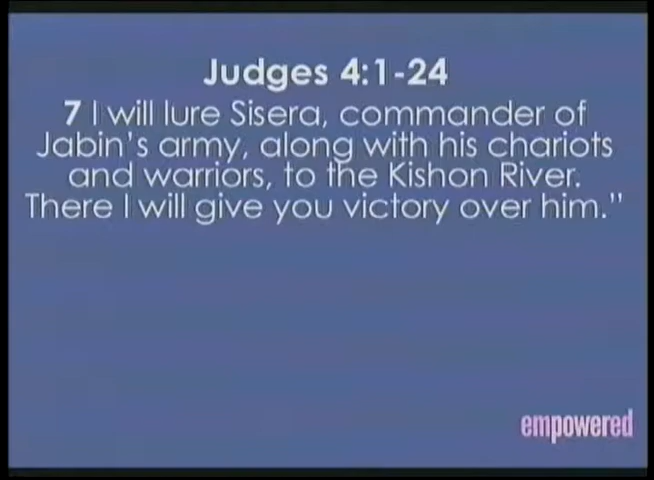 Judges 4:1-24
7 I will lure Sisera, commander of
Jabin's army, along with his chariots
and warriors, to the Kishon River.
There I will give you victory over him.”
empowered